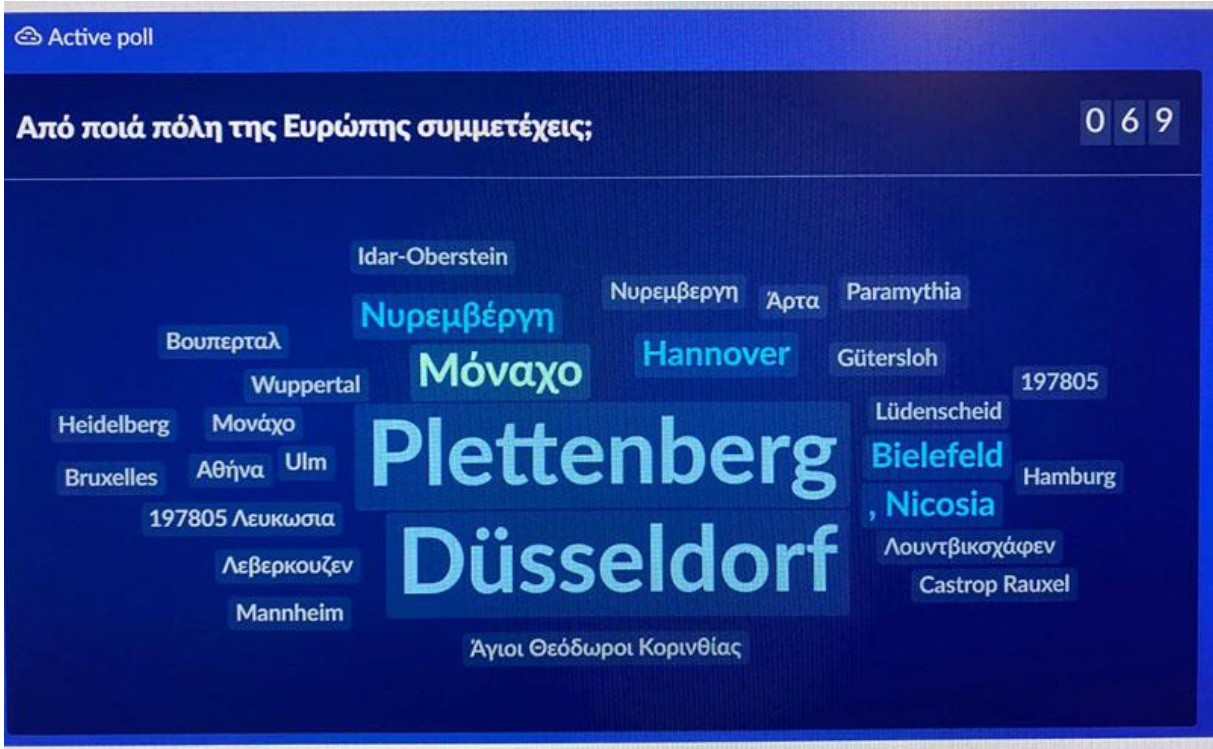 Active poll
Από ποιά πόλη της Ευρώπης συμμετέχεις;
069
Idar-Oberstein
Νυρεμβεργη
Άρτα
Paramythia
Νυρεμβέργη
Βουπερταλ
Μόναχο
Hannover
Gütersloh
Wuppertal
197805
Heidelberg
Μονάχο
Plettenberg
Lüdenscheid
Bruxelles
Αθήνα
Ulm
Bielefeld
Hamburg
197805 Λευκωσια
, Nicosia
Λεβερκουζεν
Düsseldorf
Λουντβικσχάφεν
Castrop Rauxel
Mannheim
Άγιοι Θεόδωροι Κορινθίας